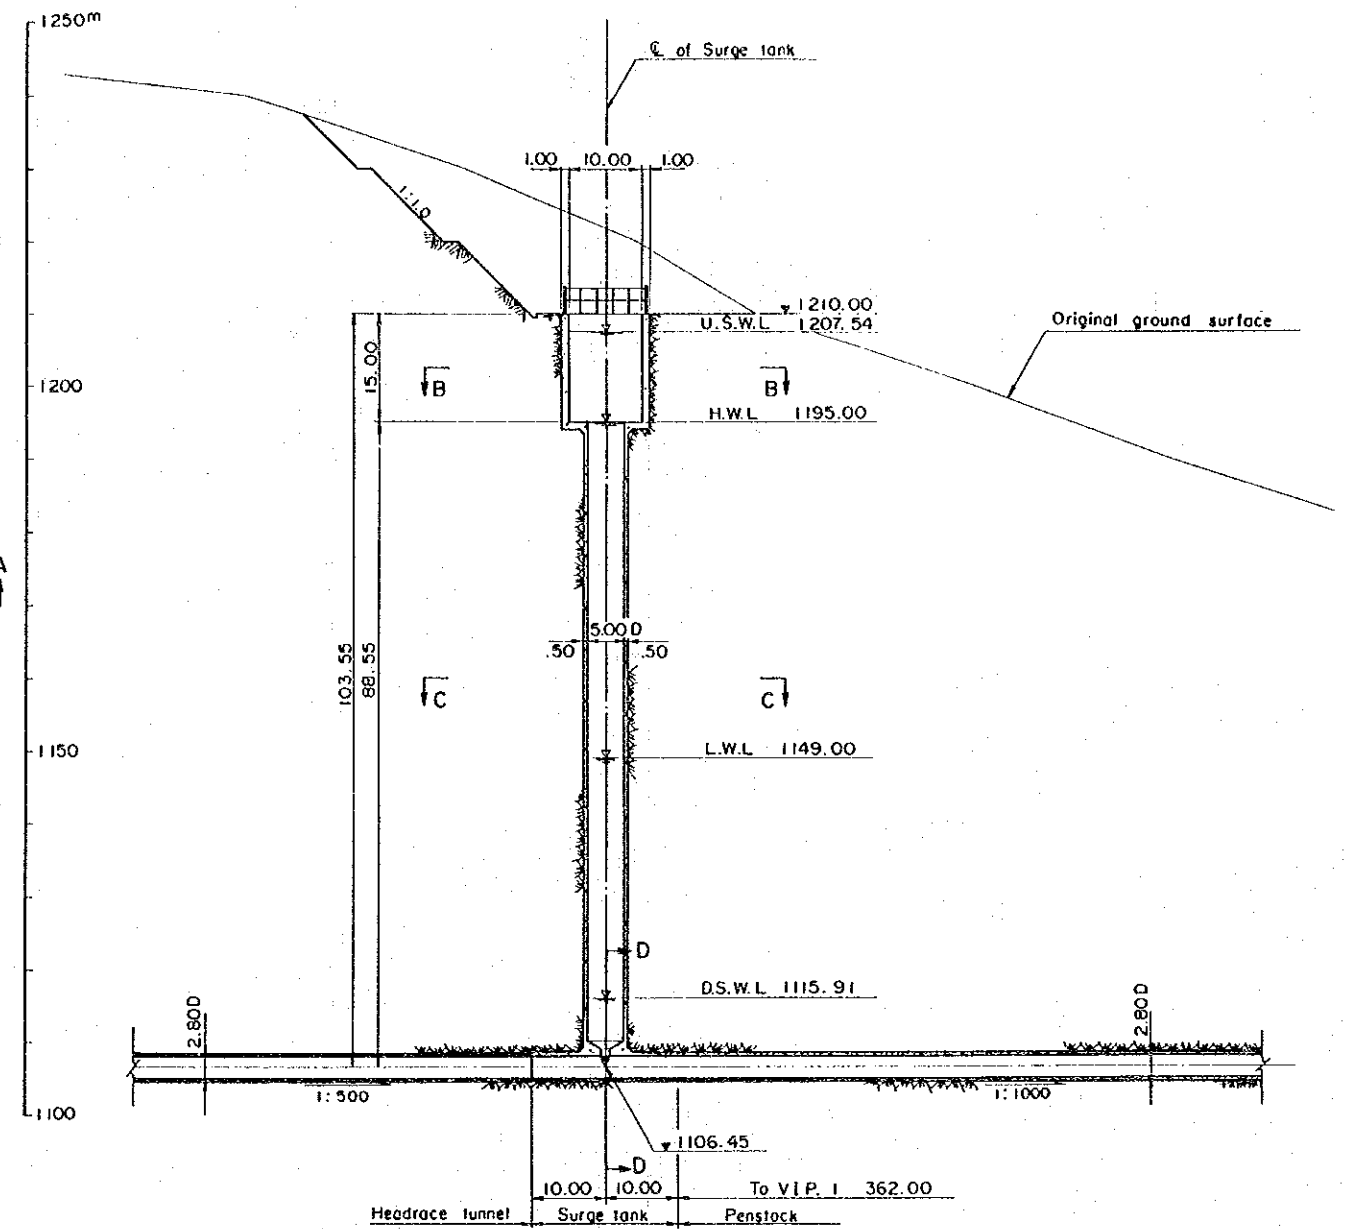 1250m
℄ of Surge tank
1.00 10.00 1.00
1:1.0
1210.00
U.S.W.L 1207.54
Original ground surface
15.00
1200
B B
H.W.L 1195.00
A
5.00 D
.50 .50
103.55
88.55
C C
1150
L.W.L 1149.00
D
D.S.W.L 1115.91
2.80D
2.80D
1:500
1:1000
1100
1106.45
D
10.00 10.00 To V.I.P. 1 362.00
Headrace tunnel Surge tank Penstock